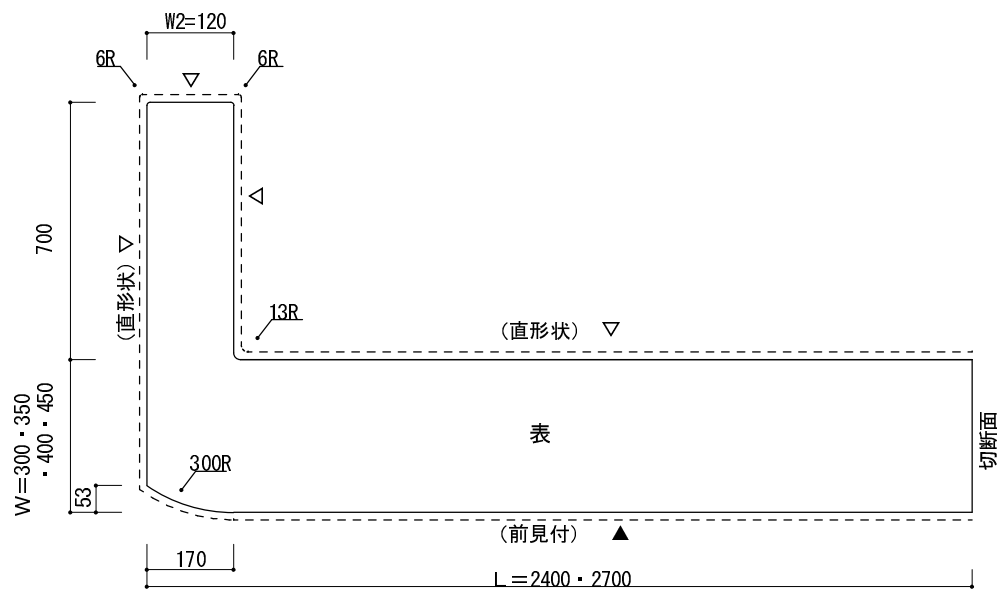 W2=120
6R
6R
▽
◁
700
(直形状) ▽
13R
(直形状) ▽
W=300・350
・400・450
表
切断面
300R
53
(前見付) ▲
170
L=2400・2700